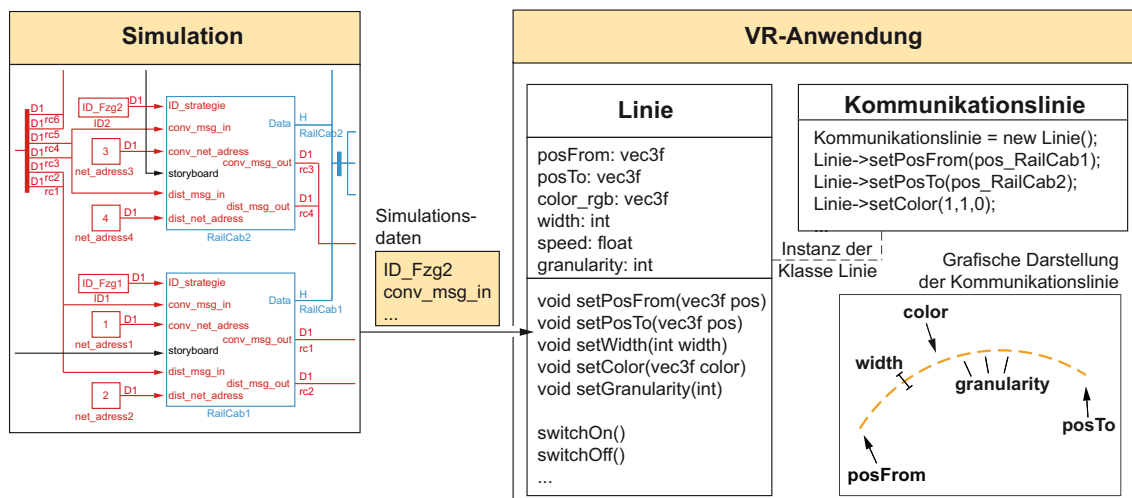 Simulation
D1
D1
rc6
D1
rc5
D1
rc4
D1
rc3
D1
rc2
rc1
ID_Fzg2
D1
ID2
3
D1
net_adress3
4
D1
net_adress4
ID_strategie
conv_msg_in
conv_net_adress
storyboard
dist_msg_in
dist_net_adress
Data
conv_msg_out
dist_msg_out
RailCab2
H
RailCab2
D1
rc3
D1
rc4
ID_Fzg1
D1
ID1
1
D1
net_adress1
2
D1
net_adress2
ID_strategie
conv_msg_in
conv_net_adress
storyboard
dist_msg_in
dist_net_adress
Data
conv_msg_out
dist_msg_out
RailCab1
H
RailCab1
D1
rc1
D1
rc2
Simulations-
daten
ID_Fzg2
conv_msg_in
...
VR-Anwendung
Linie
posFrom: vec3f
posTo: vec3f
color_rgb: vec3f
width: int
speed: float
granularity: int
void setPosFrom(vec3f pos)
void setPosTo(vec3f pos)
void setWidth(int width)
void setColor(vec3f color)
void setGranularity(int)
switchOn()
switchOff()
...
Kommunikationslinie
Kommunikationslinie = new Linie();
Linie->setPosFrom(pos_RailCab1);
Linie->setPosTo(pos_RailCab2);
Linie->setColor(1,1,0);
...
Instanz der
Klasse Linie
Grafische Darstellung
der Kommunikationslinie
color
width
granularity
posTo
posFrom